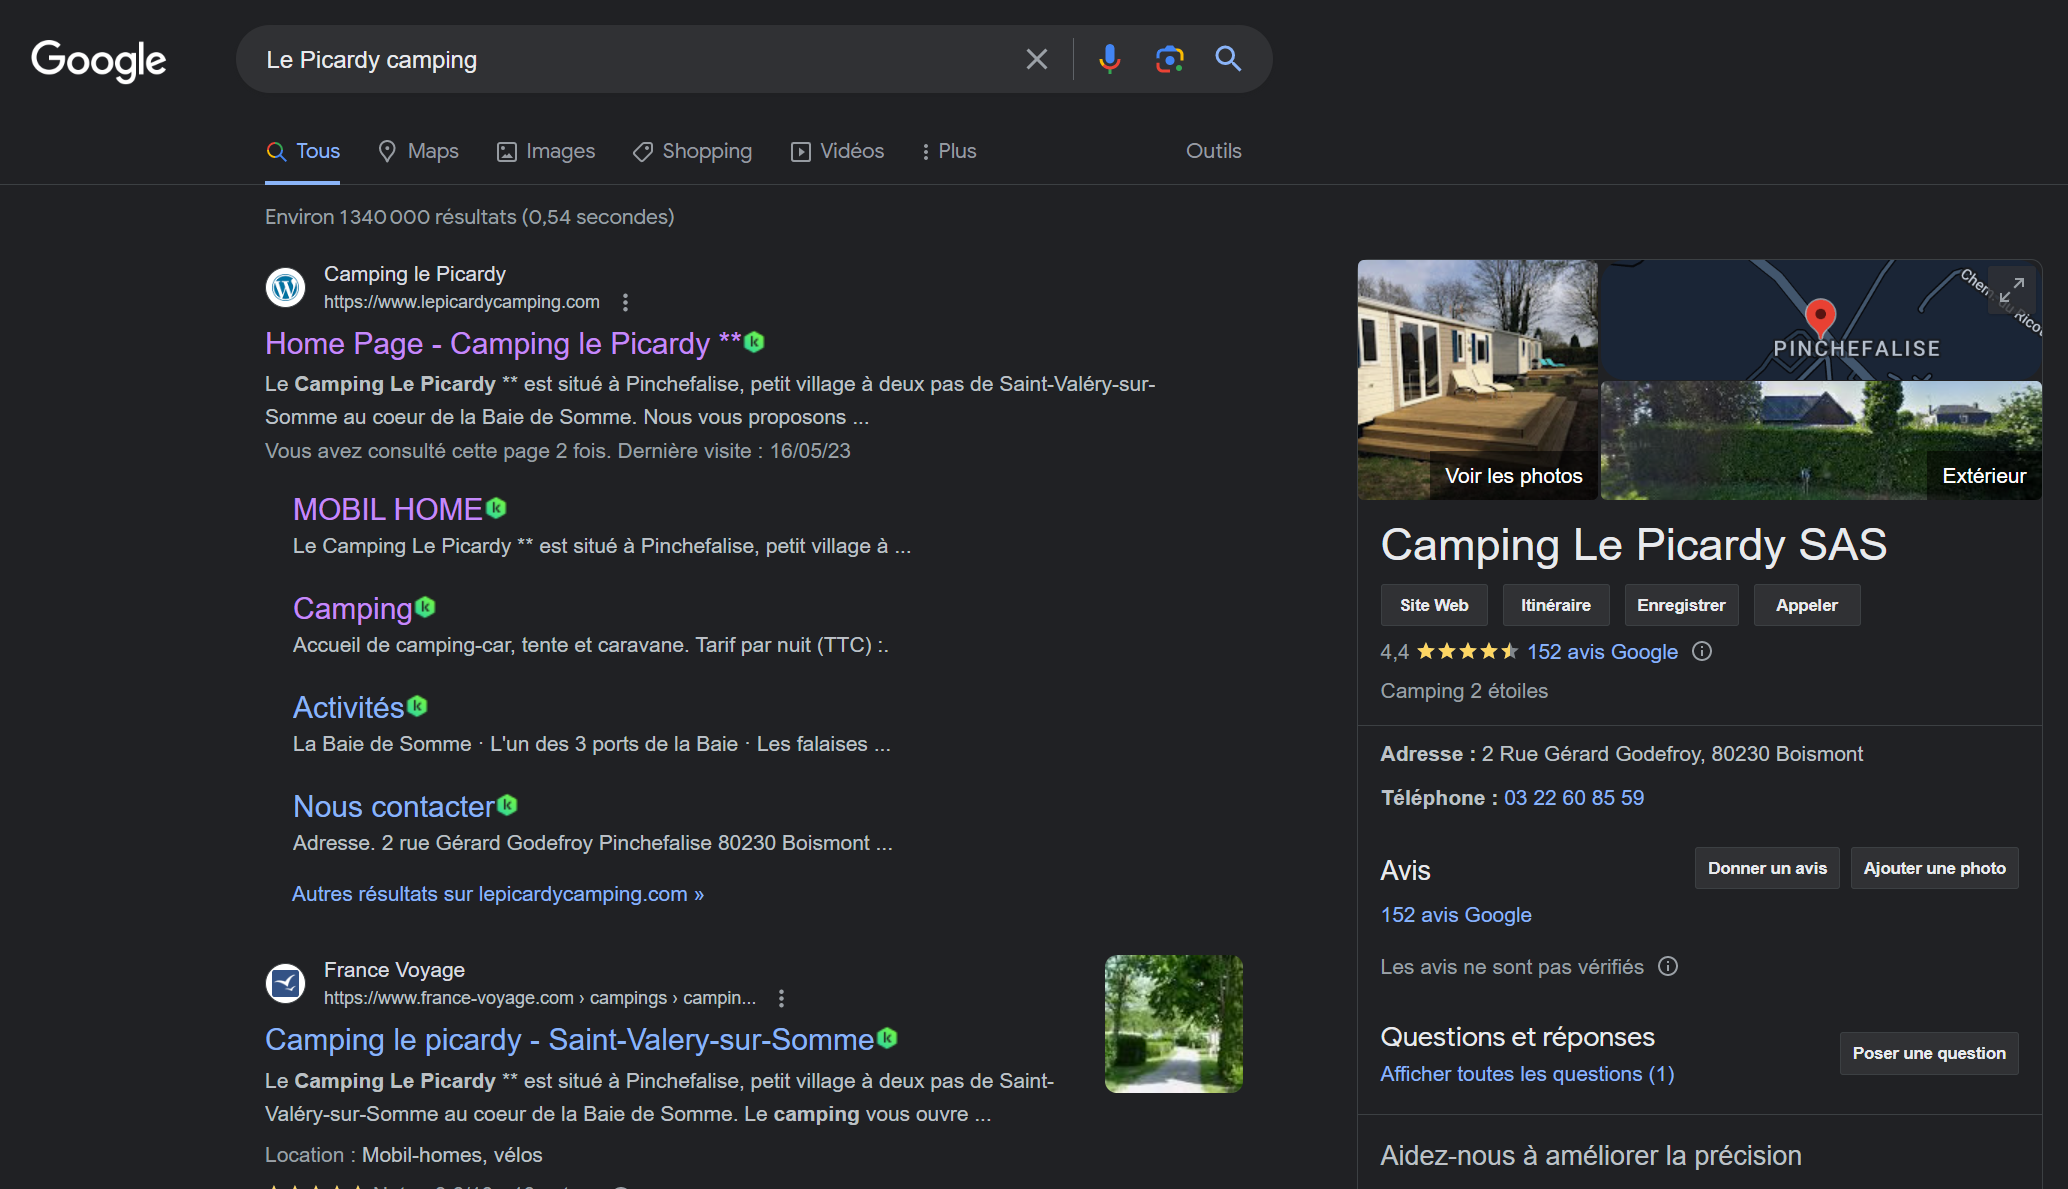 Google
Le Picardy camping
Tous
Maps
Images
Shopping
Vidéos
Plus
Outils
Environ 1 340 000 résultats (0,54 secondes)
Camping le Picardy
https://www.lepicardycamping.com
Home Page - Camping le Picardy **
Le Camping Le Picardy ** est situé à Pinchefalise, petit village à deux pas de Saint-Valéry-sur-
Somme au coeur de la Baie de Somme. Nous vous proposons ...
Vous avez consulté cette page 2 fois. Dernière visite : 16/05/23
MOBIL HOME
Le Camping Le Picardy ** est situé à Pinchefalise, petit village à ...
Camping
Accueil de camping-car, tente et caravane. Tarif par nuit (TTC) :.
Activités
La Baie de Somme · L'un des 3 ports de la Baie · Les falaises ...
Nous contacter
Adresse. 2 rue Gérard Godefroy Pinchefalise 80230 Boismont ...
Autres résultats sur lepicardycamping.com »
France Voyage
https://www.france-voyage.com › campings › campin...
Camping le picardy - Saint-Valery-sur-Somme
Le Camping Le Picardy ** est situé à Pinchefalise, petit village à deux pas de Saint-
Valéry-sur-Somme au coeur de la Baie de Somme. Le camping vous ouvre ...
Location : Mobil-homes, vélos
Chem. du Ricot
PINCHEFALISE
Voir les photos
Extérieur
Camping Le Picardy SAS
Site Web
Itinéraire
Enregistrer
Appeler
4,4
152 avis Google
Camping 2 étoiles
Adresse : 2 Rue Gérard Godefroy, 80230 Boismont
Téléphone : 03 22 60 85 59
Avis
Donner un avis
Ajouter une photo
152 avis Google
Les avis ne sont pas vérifiés
Questions et réponses
Poser une question
Afficher toutes les questions (1)
Aidez-nous à améliorer la précision